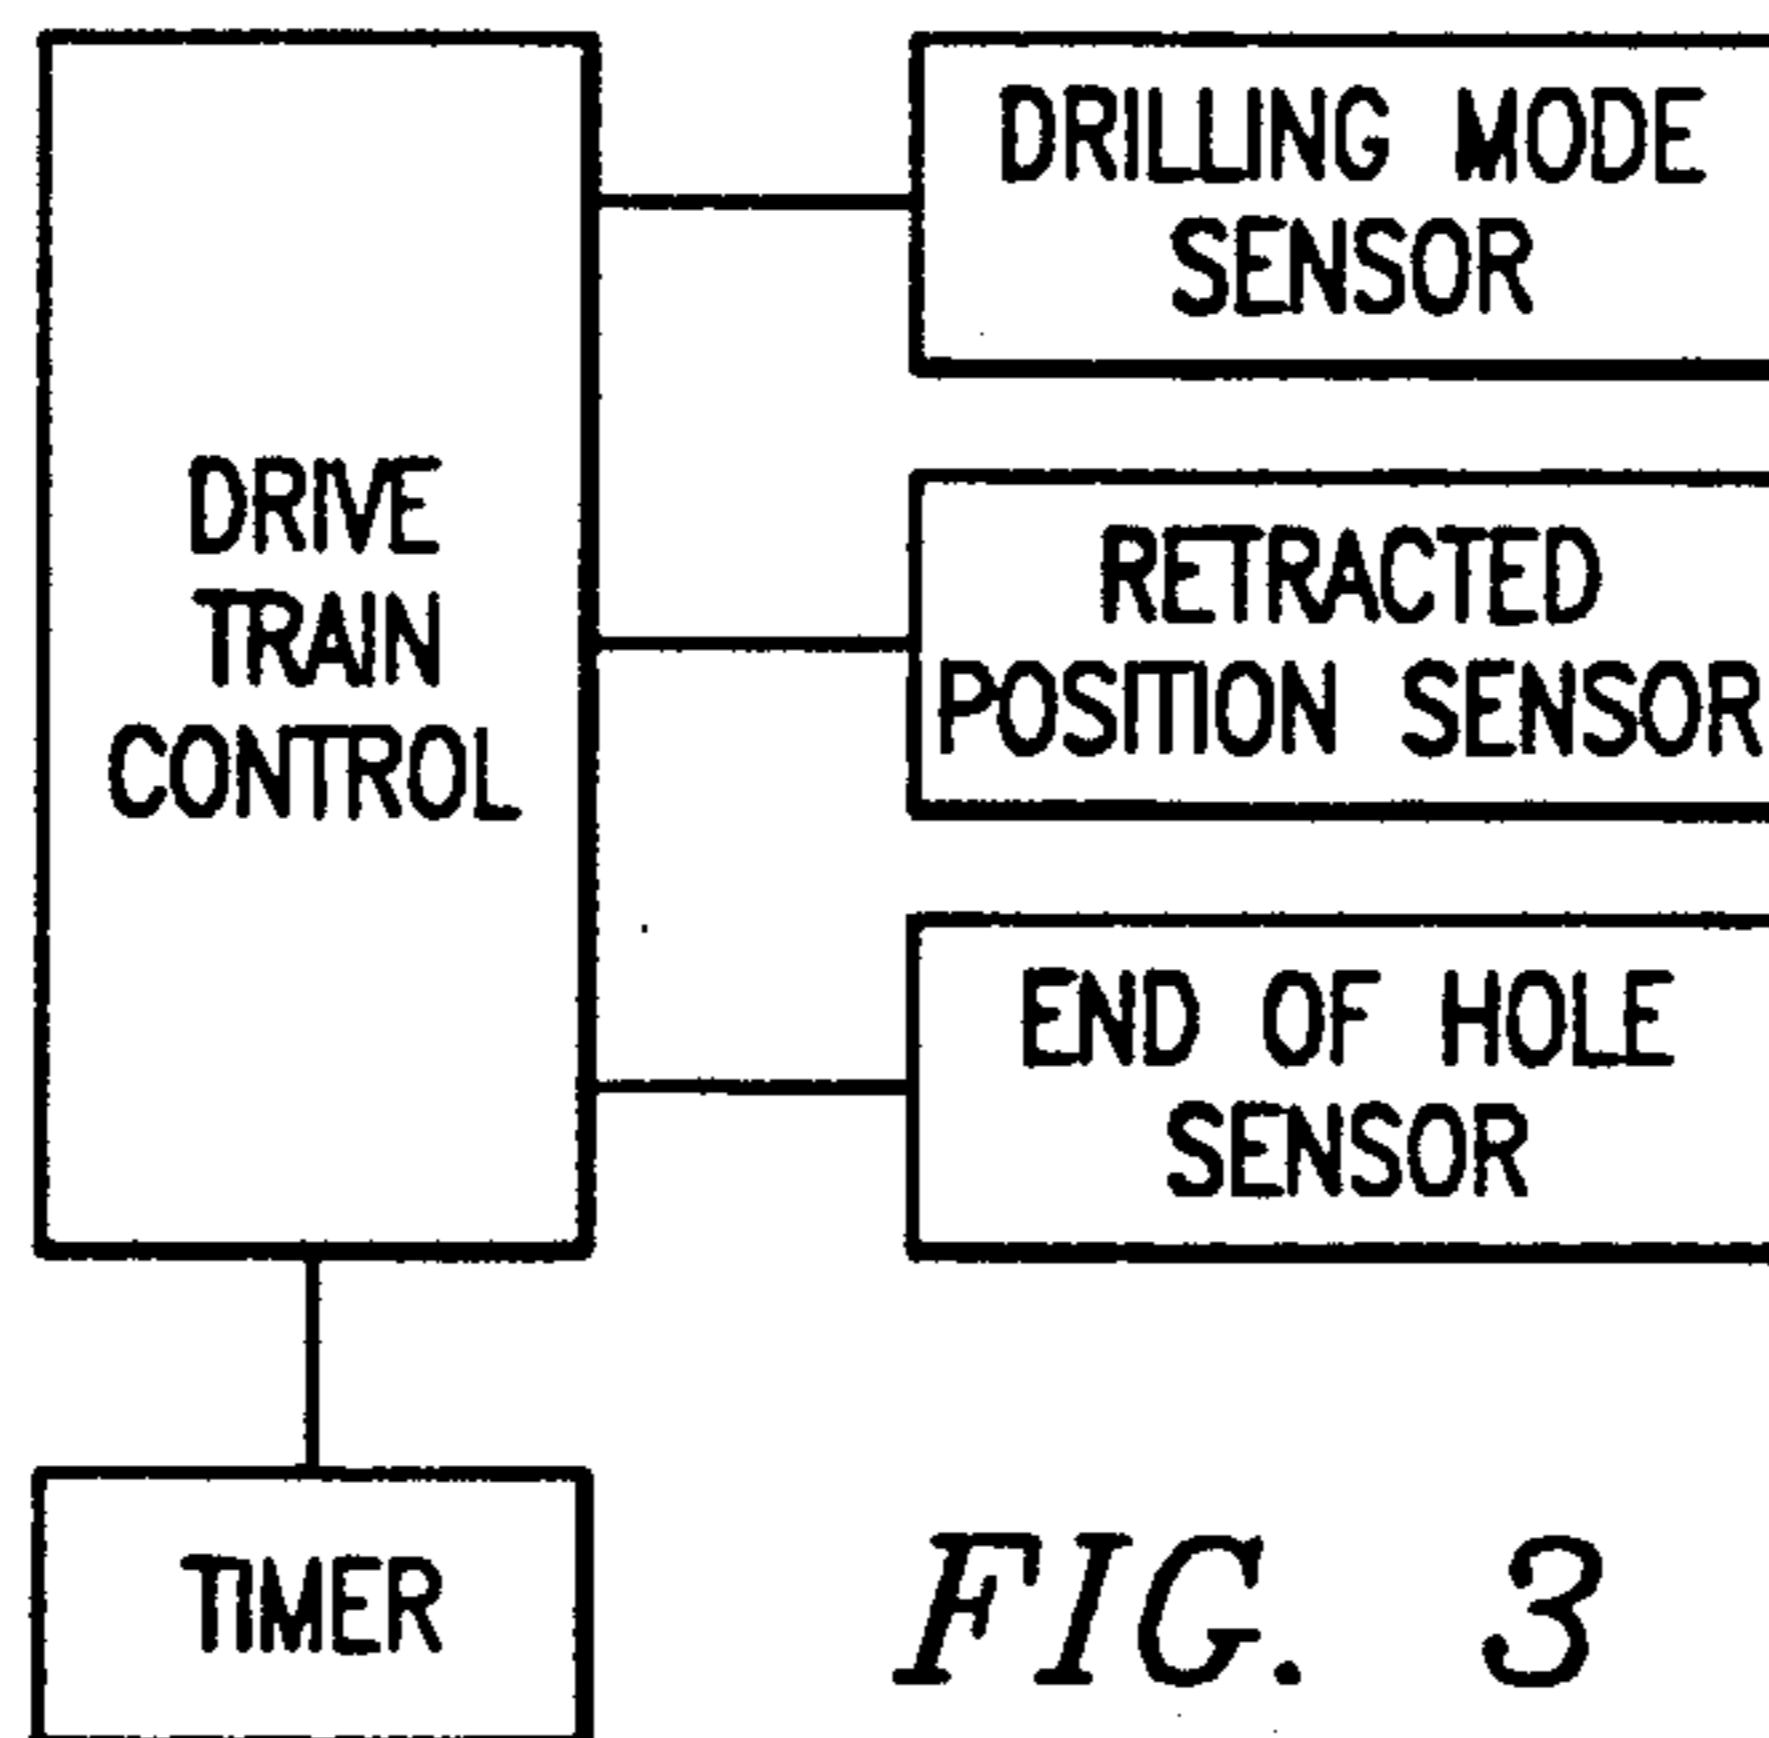 DRIVE
TRAIN
CONTROL
DRILLING MODE
SENSOR
RETRACTED
POSITION SENSOR
END OF HOLE
SENSOR
TIMER
FIG. 3